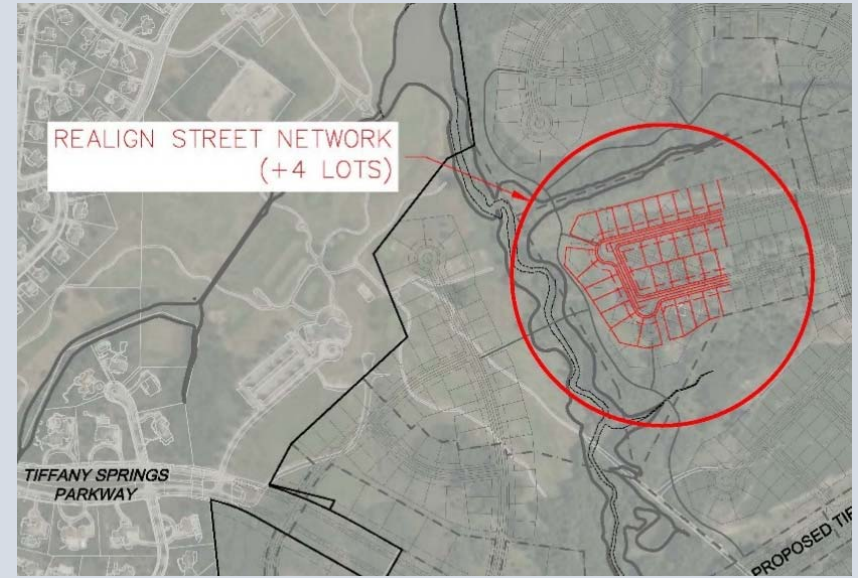 REALIGN STREET NETWORK
(+4 LOTS)
TIFFANY SPRINGS
PARKWAY
PROPOSED